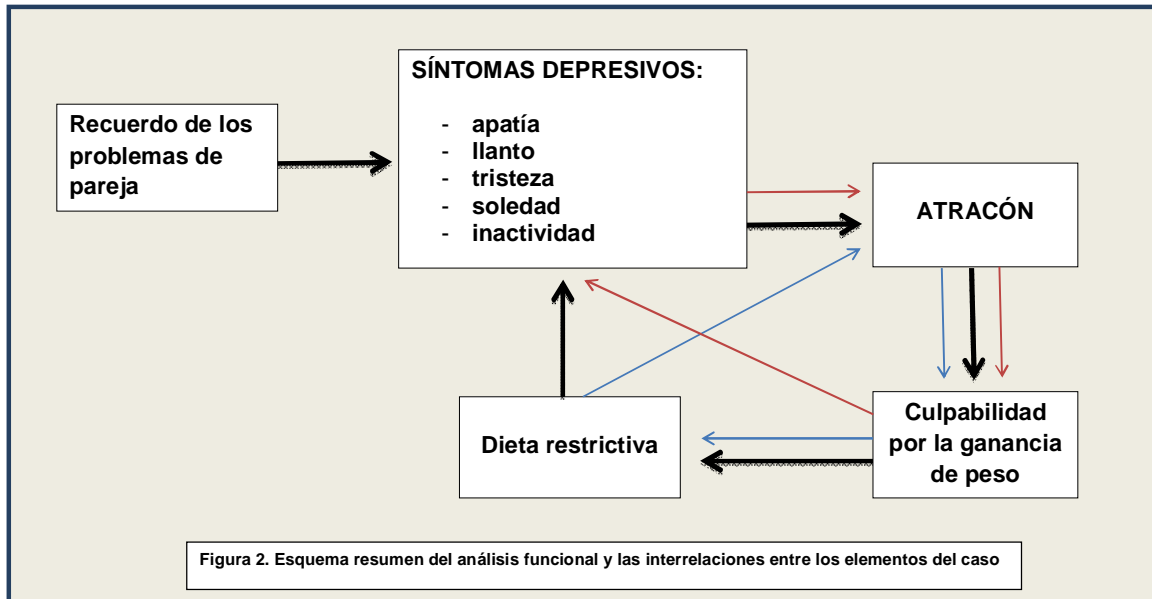 Recuerdo de los
problemas de
pareja
SÍNTOMAS DEPRESIVOS:
- apatía
- llanto
- tristeza
- soledad
- inactividad
ATRACÓN
Culpabilidad
por la ganancia
de peso
Dieta restrictiva
Figura 2. Esquema resumen del análisis funcional y las interrelaciones entre los elementos del caso